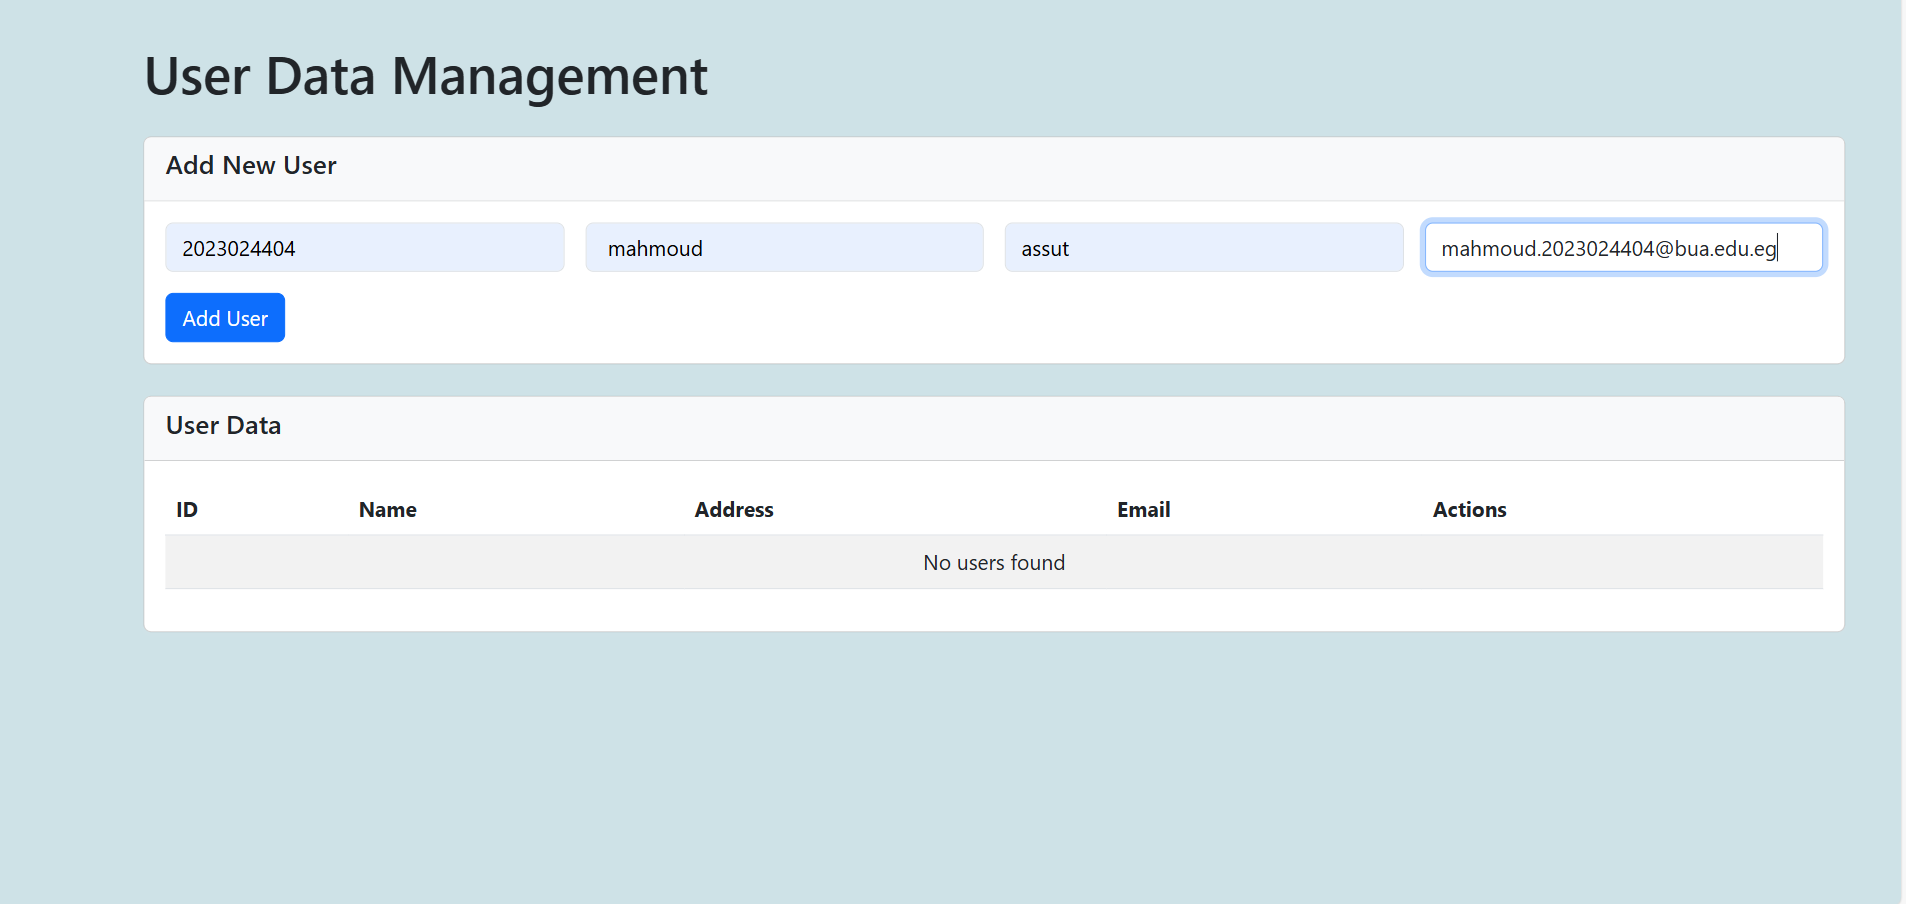 User Data Management
Add New User
2023024404 mahmoud assut mahmoud.2023024404@bua.edu.eg
Add User
User Data
ID Name Address Email Actions
No users found